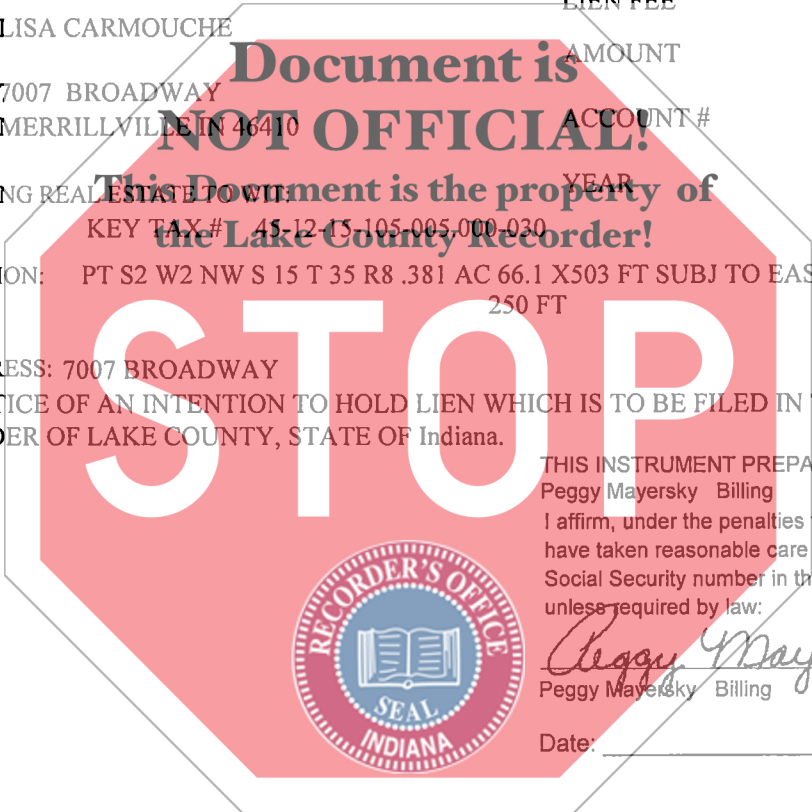 LIEN FEE
LISA CARMOUCHE
AMOUNT
Document is
7007 BROADWAY
NOT OFFICIAL!
MERRILLVILLE IN 46410
ACCOUNT #
YEAR
This Document is the property of
NG REAL ESTATE TO WIT:
KEY TAX # 45-12-15-105-005.000-030
the Lake County Recorder!
ION: PT S2 W2 NW S 15 T 35 R8 .381 AC 66.1 X503 FT SUBJ TO EAS
250 FT
STOP
ESS: 7007 BROADWAY
TICE OF AN INTENTION TO HOLD LIEN WHICH IS TO BE FILED IN
DER OF LAKE COUNTY, STATE OF Indiana.
THIS INSTRUMENT PREPA
Peggy Mayersky Billing
I affirm, under the penalties
have taken reasonable care
Social Security number in th
unless required by law:
Peggy May
Peggy Mayersky Billing
Date:
RECORDER'S OFFICE
SEAL
INDIANA